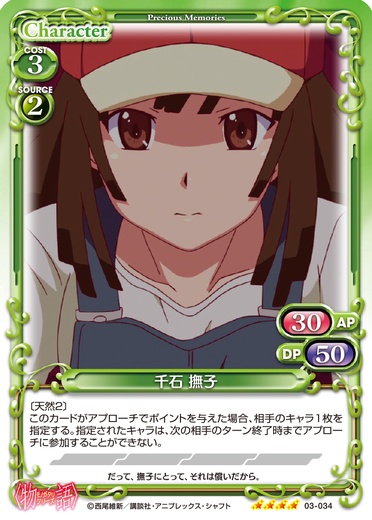 Precious Memories
Character
COST
3
SOURCE
2
30 AP
DP 50
千石 撫子
〔天然2〕
このカードがアプローチでポイントを与えた場合、相手のキャラ1枚を
指定する。指定されたキャラは、次の相手のターン終了時までアプロー
チに参加することができない。
だって、撫子にとって、それは償いだから。
物語
©西尾維新／講談社・アニプレックス・シャフト
03-034